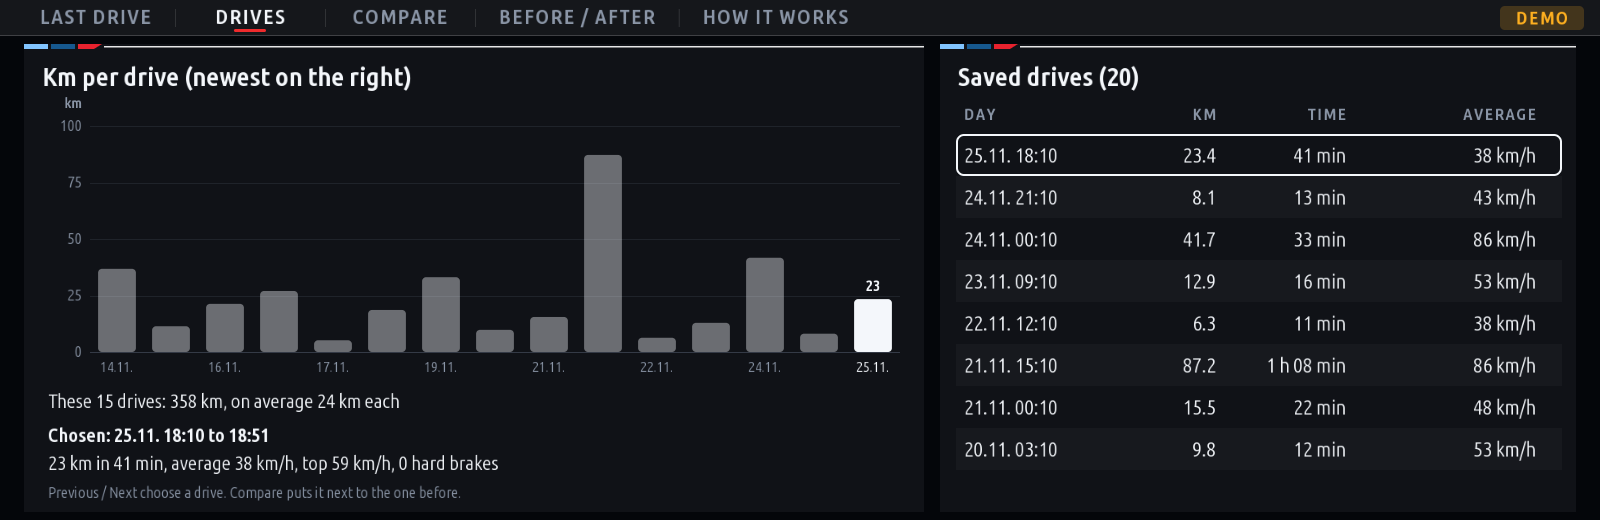 LAST DRIVE
DRIVES
COMPARE
BEFORE / AFTER
HOW IT WORKS
DEMO
Km per drive (newest on the right)
km
100
75
50
25
0
23
14.11. 16.11. 17.11. 19.11. 21.11. 22.11. 24.11. 25.11.
These 15 drives: 358 km, on average 24 km each
Chosen: 25.11. 18:10 to 18:51
23 km in 41 min, average 38 km/h, top 59 km/h, 0 hard brakes
Previous / Next choose a drive. Compare puts it next to the one before.
Saved drives (20)
DAY KM TIME AVERAGE
25.11. 18:10 23.4 41 min 38 km/h
24.11. 21:10 8.1 13 min 43 km/h
24.11. 00:10 41.7 33 min 86 km/h
23.11. 09:10 12.9 16 min 53 km/h
22.11. 12:10 6.3 11 min 38 km/h
21.11. 15:10 87.2 1 h 08 min 86 km/h
21.11. 00:10 15.5 22 min 48 km/h
20.11. 03:10 9.8 12 min 53 km/h